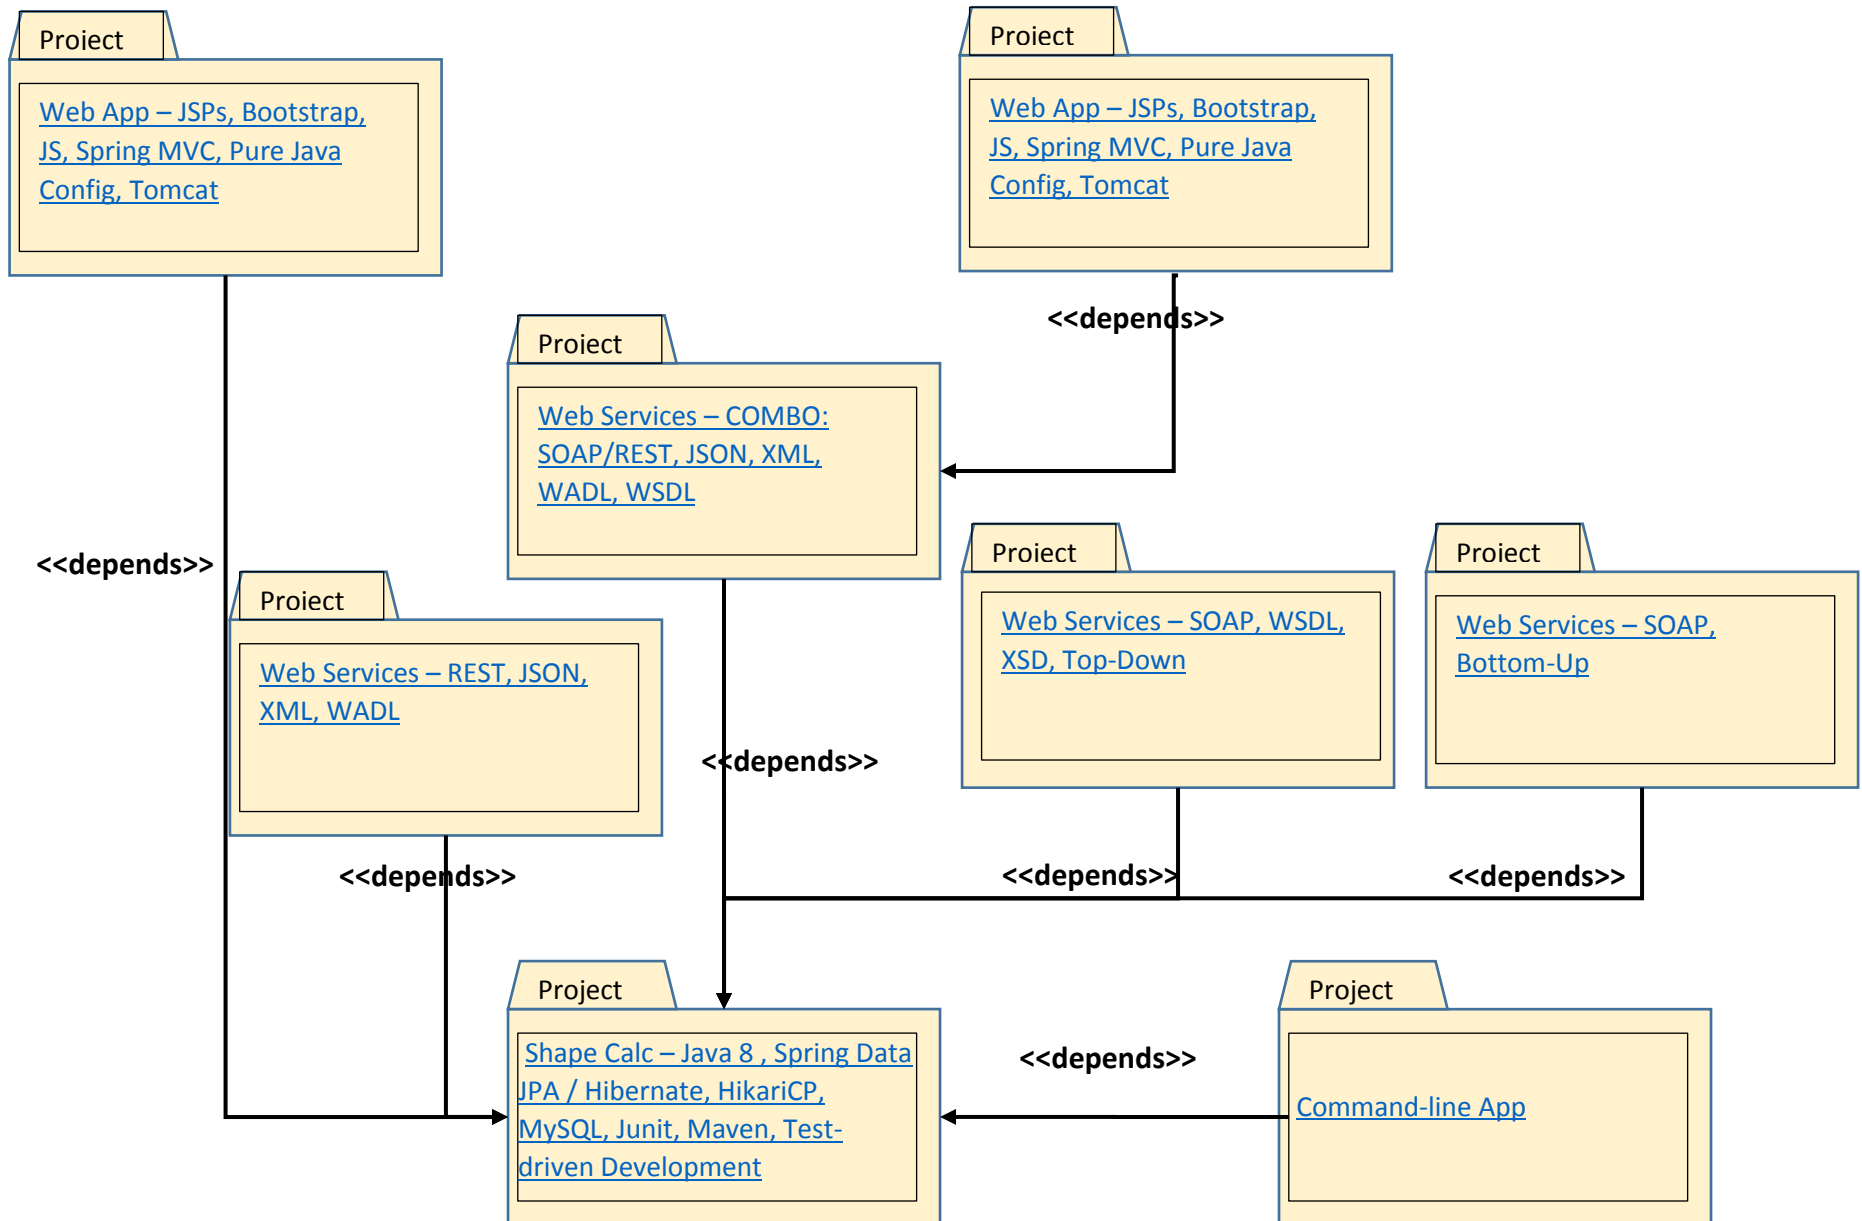 Project
Web App – JSPs, Bootstrap,
JS, Spring MVC, Pure Java
Config, Tomcat
Project
Web App – JSPs, Bootstrap,
JS, Spring MVC, Pure Java
Config, Tomcat
<<depends>>
Project
Web Services – COMBO:
SOAP/REST, JSON, XML,
WADL, WSDL
<<depends>>
Project
Web Services – REST, JSON,
XML, WADL
Project
Web Services – SOAP, WSDL,
XSD, Top-Down
Project
Web Services – SOAP,
Bottom-Up
<<depends>>
<<depends>>
<<depends>>
<<depends>>
Project
Shape Calc – Java 8 , Spring Data
JPA / Hibernate, HikariCP,
MySQL, Junit, Maven, Test-
driven Development
<<depends>>
Project
Command-line App